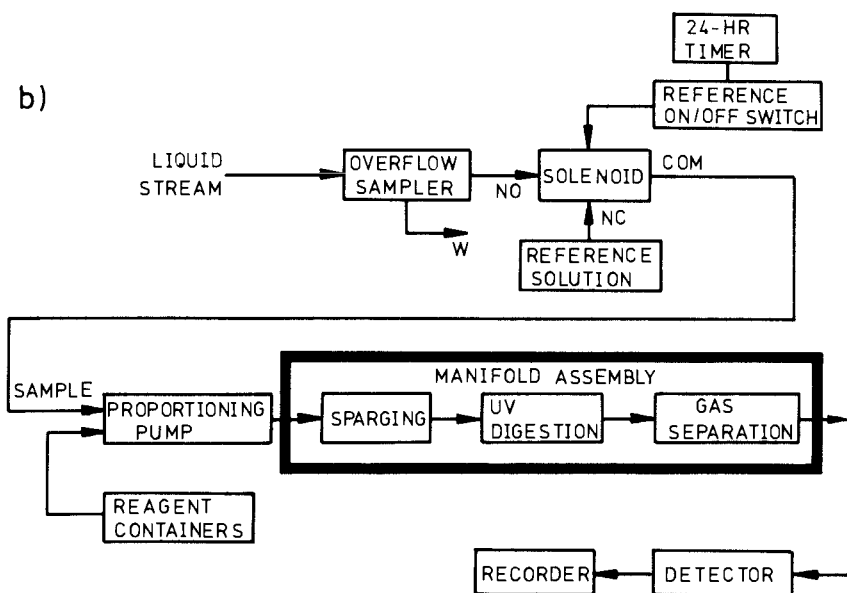 24-HR
TIMER
b)
REFERENCE
ON/OFF SWITCH
LIQUID
STREAM
OVERFLOW
SAMPLER
NO
SOLENOID
COM
W
NC
REFERENCE
SOLUTION
MANIFOLD ASSEMBLY
SAMPLE
PROPORTIONING
PUMP
SPARGING
UV
DIGESTION
GAS
SEPARATION
REAGENT
CONTAINERS
RECORDER
DETECTOR